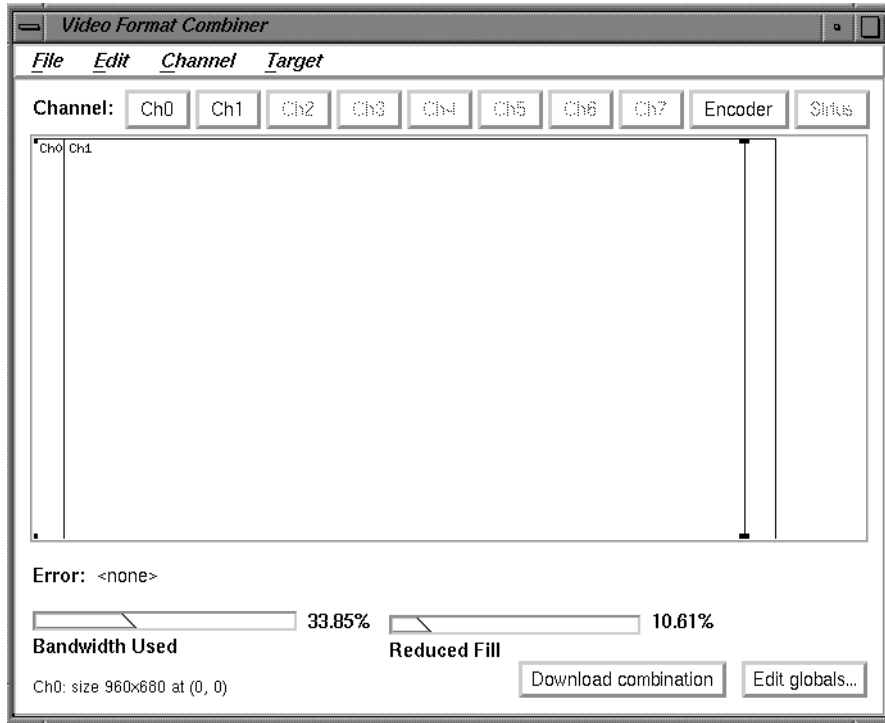 Video Format Combiner
File Edit Channel Target
Channel: Ch0 Ch1 Ch2 Ch3 Ch4 Ch5 Ch6 Ch7 Encoder Sirius
Ch0 Ch1
Error: <none>
33.85% 10.61%
Bandwidth Used Reduced Fill
Ch0: size 960x680 at (0, 0) Download combination Edit globals...